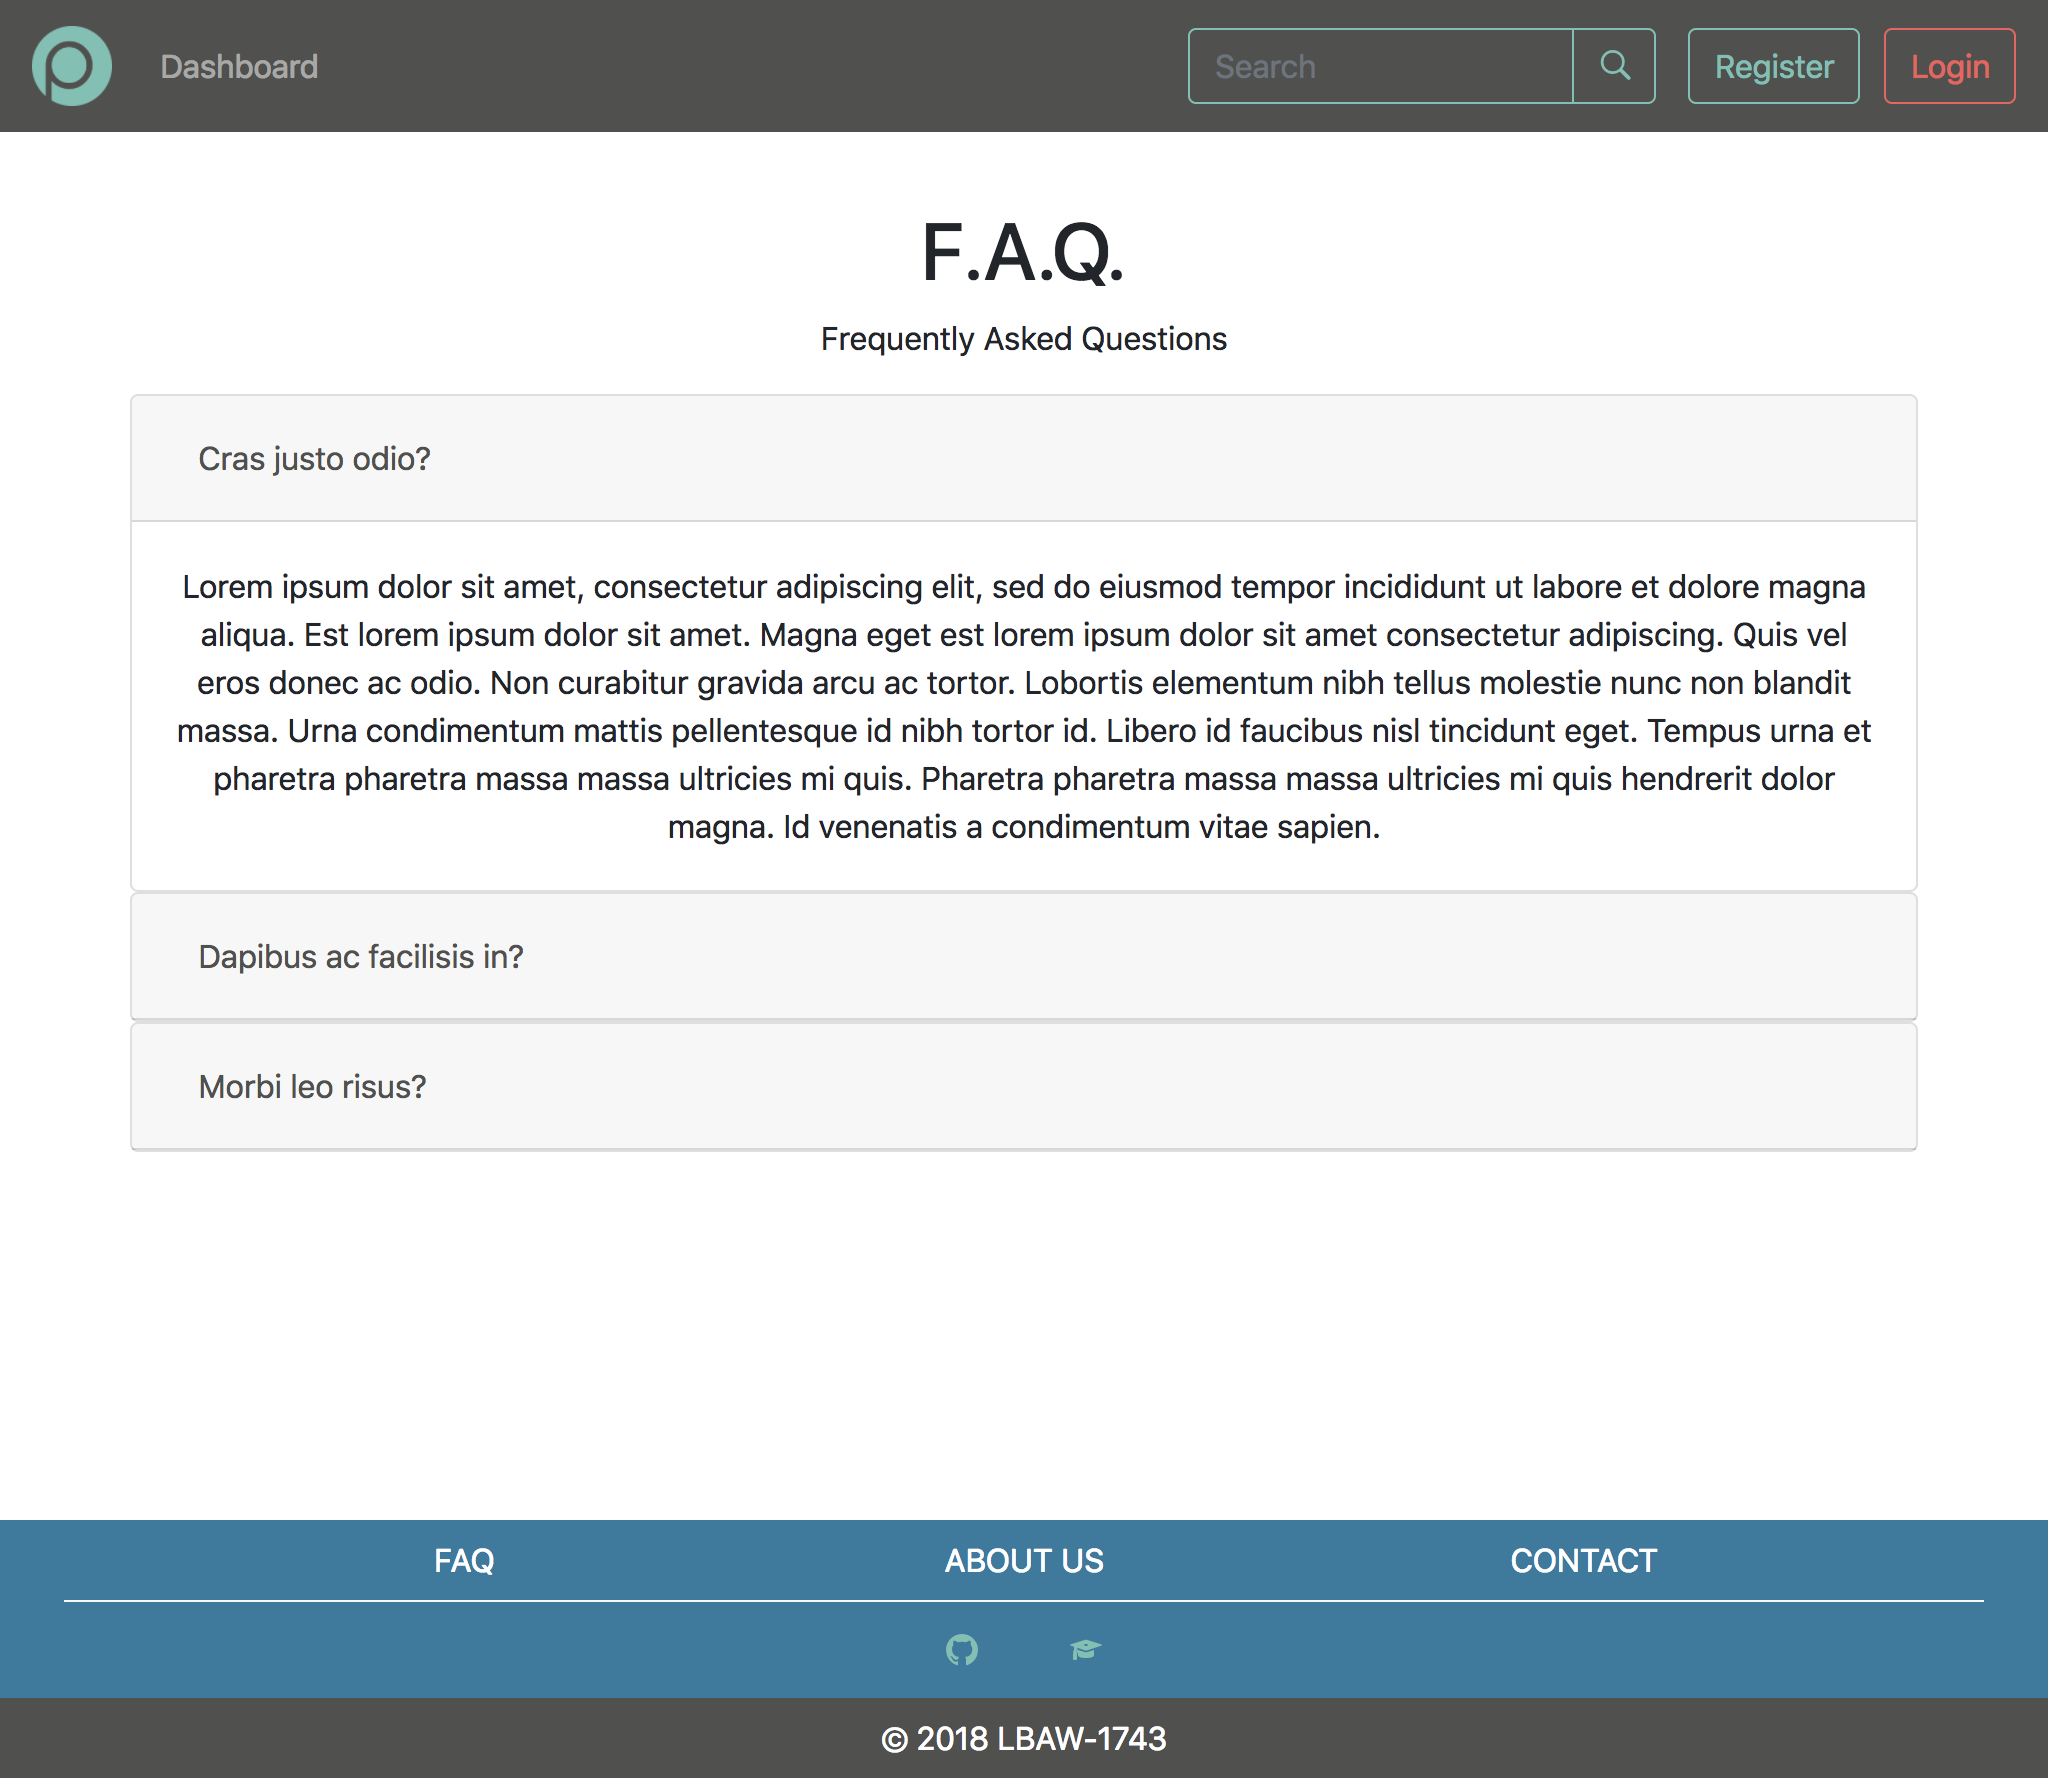 Dashboard
Search
Register
Login
F.A.Q.
Frequently Asked Questions
Cras justo odio?
Lorem ipsum dolor sit amet, consectetur adipiscing elit, sed do eiusmod tempor incididunt ut labore et dolore magna
aliqua. Est lorem ipsum dolor sit amet. Magna eget est lorem ipsum dolor sit amet consectetur adipiscing. Quis vel
eros donec ac odio. Non curabitur gravida arcu ac tortor. Lobortis elementum nibh tellus molestie nunc non blandit
massa. Urna condimentum mattis pellentesque id nibh tortor id. Libero id faucibus nisl tincidunt eget. Tempus urna et
pharetra pharetra massa massa ultricies mi quis. Pharetra pharetra massa massa ultricies mi quis hendrerit dolor
magna. Id venenatis a condimentum vitae sapien.
Dapibus ac facilisis in?
Morbi leo risus?
FAQ
ABOUT US
CONTACT
© 2018 LBAW-1743